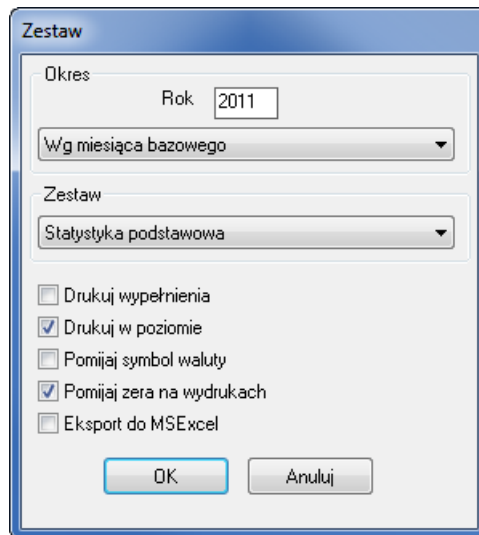 Zestaw
Okres
Rok 2011
Wg miesiąca bazowego
Zestaw
Statystyka podstawowa
Drukuj wypełnienia
Drukuj w poziomie
Pomijaj symbol waluty
Pomijaj zera na wydrukach
Eksport do MSExcel
OK Anuluj